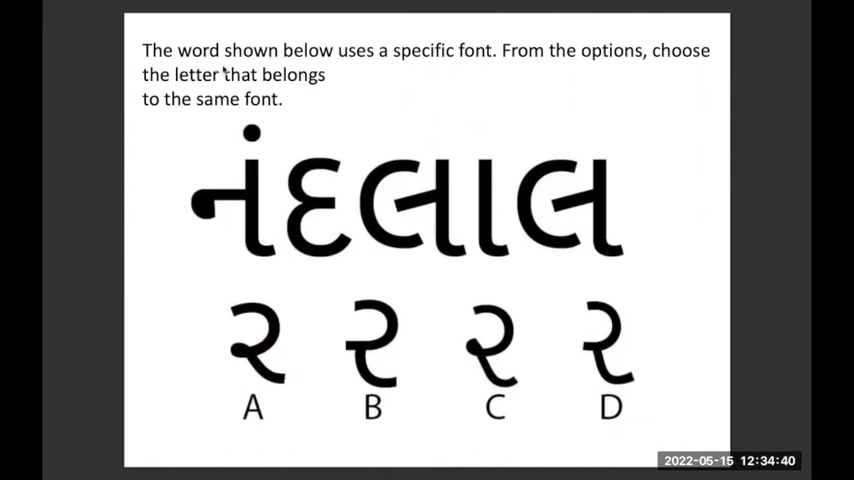 The word shown below uses a specific font. From the options, choose
the letter that belongs
to the same font.
નંદલાલ
ર ર ર ર
A B C D
2022-05-15 12:34:40